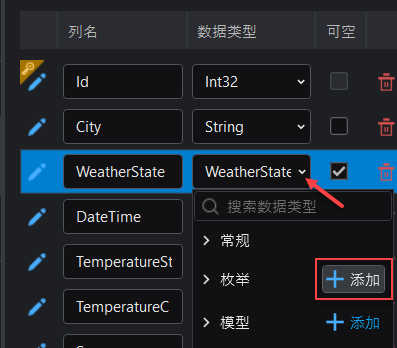 列名 数据类型 可空
Id Int32
City String
WeatherState WeatherState
DateTime 搜索数据类型
常规
TemperatureSt
枚举 添加
TemperatureC
模型 添加